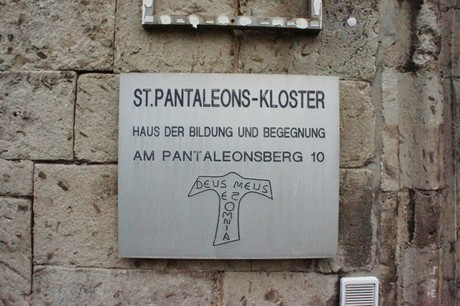 ST.PANTALEONS-KLOSTER
HAUS DER BILDUNG UND BEGEGNUNG
AM PANTALEONSBERG 10
DEUS MEUS
ET OMNIA